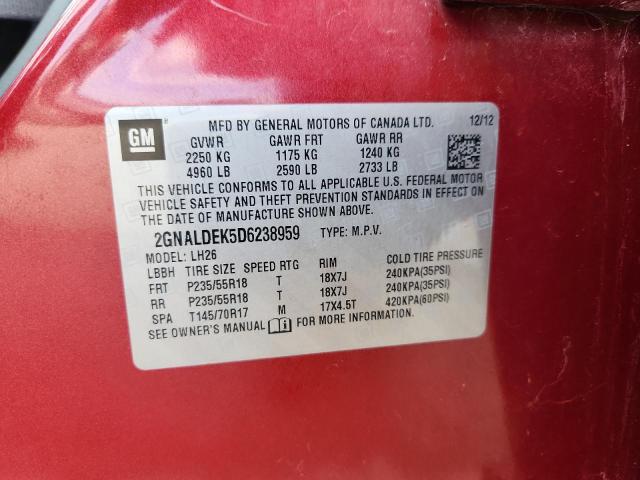 GM
MFD BY GENERAL MOTORS OF CANADA LTD. 12/12
GVWR GAWR FRT GAWR RR
2250 KG 1175 KG 1240 KG
4960 LB 2590 LB 2733 LB
THIS VEHICLE CONFORMS TO ALL APPLICABLE U.S. FEDERAL MOTOR
VEHICLE SAFETY AND THEFT PREVENTION STANDARDS IN EFFECT ON
THE DATE OF MANUFACTURE SHOWN ABOVE.
2GNALDEK5D6238959 TYPE: M.P.V.
MODEL: LH26
LBBH TIRE SIZE SPEED RTG RIM COLD TIRE PRESSURE
FRT P235/55R18 T 18X7J 240KPA(35PSI)
RR P235/55R18 T 18X7J 240KPA(35PSI)
SPA T145/70R17 M 17X4.5T 420KPA(60PSI)
SEE OWNER'S MANUAL FOR MORE INFORMATION.